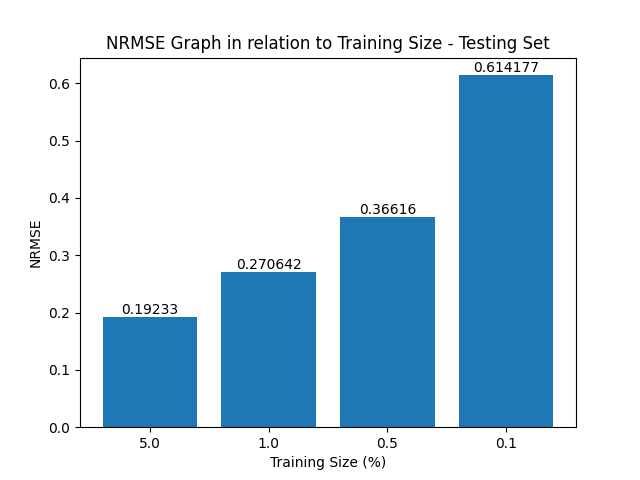 NRMSE Graph in relation to Training Size - Testing Set
0.614177
0.6
0.5
0.4
0.36616
0.3
0.270642
0.2
0.19233
0.1
0.0
NRMSE
5.0 1.0 0.5 0.1
Training Size (%)